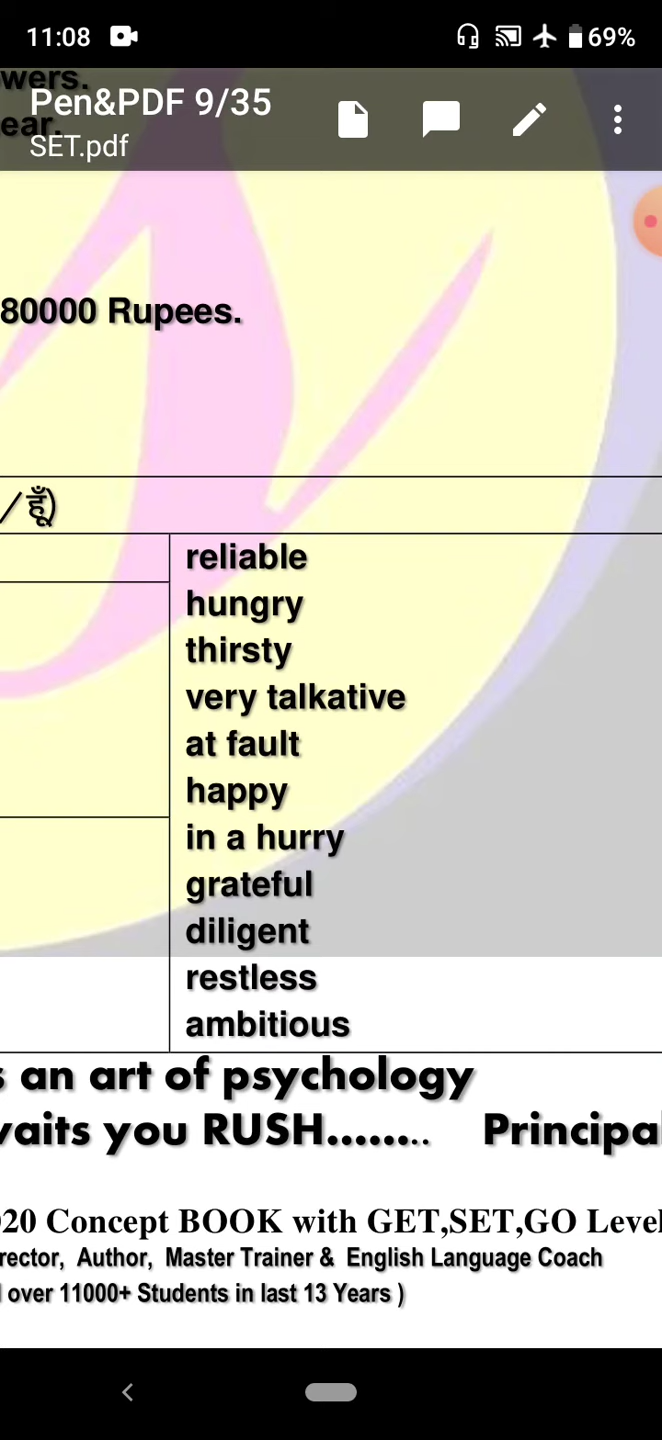 11:08
69%
wers.
Pen&PDF 9/35
ear.
SET.pdf
80000 Rupees.
/ हूँ)
reliable
hungry
thirsty
very talkative
at fault
happy
in a hurry
grateful
diligent
restless
ambitious
s an art of psychology
vaits you RUSH........ Principa
020 Concept BOOK with GET,SET,GO Level
rector, Author, Master Trainer & English Language Coach
l over 11000+ Students in last 13 Years )